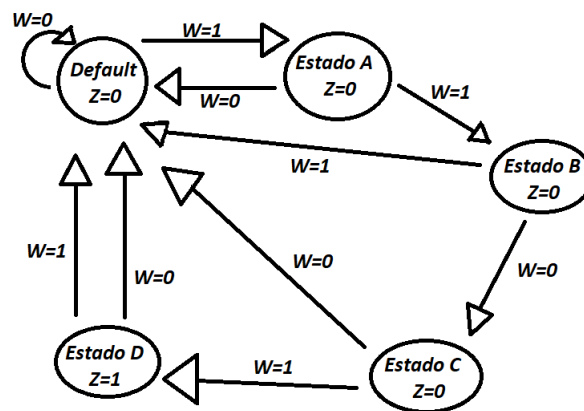 W=0
W=1
Default
Z=0
W=0
Estado A
Z=0
W=1
W=1
Estado B
Z=0
W=1
W=0
W=0
W=0
Estado D
Z=1
W=1
Estado C
Z=0